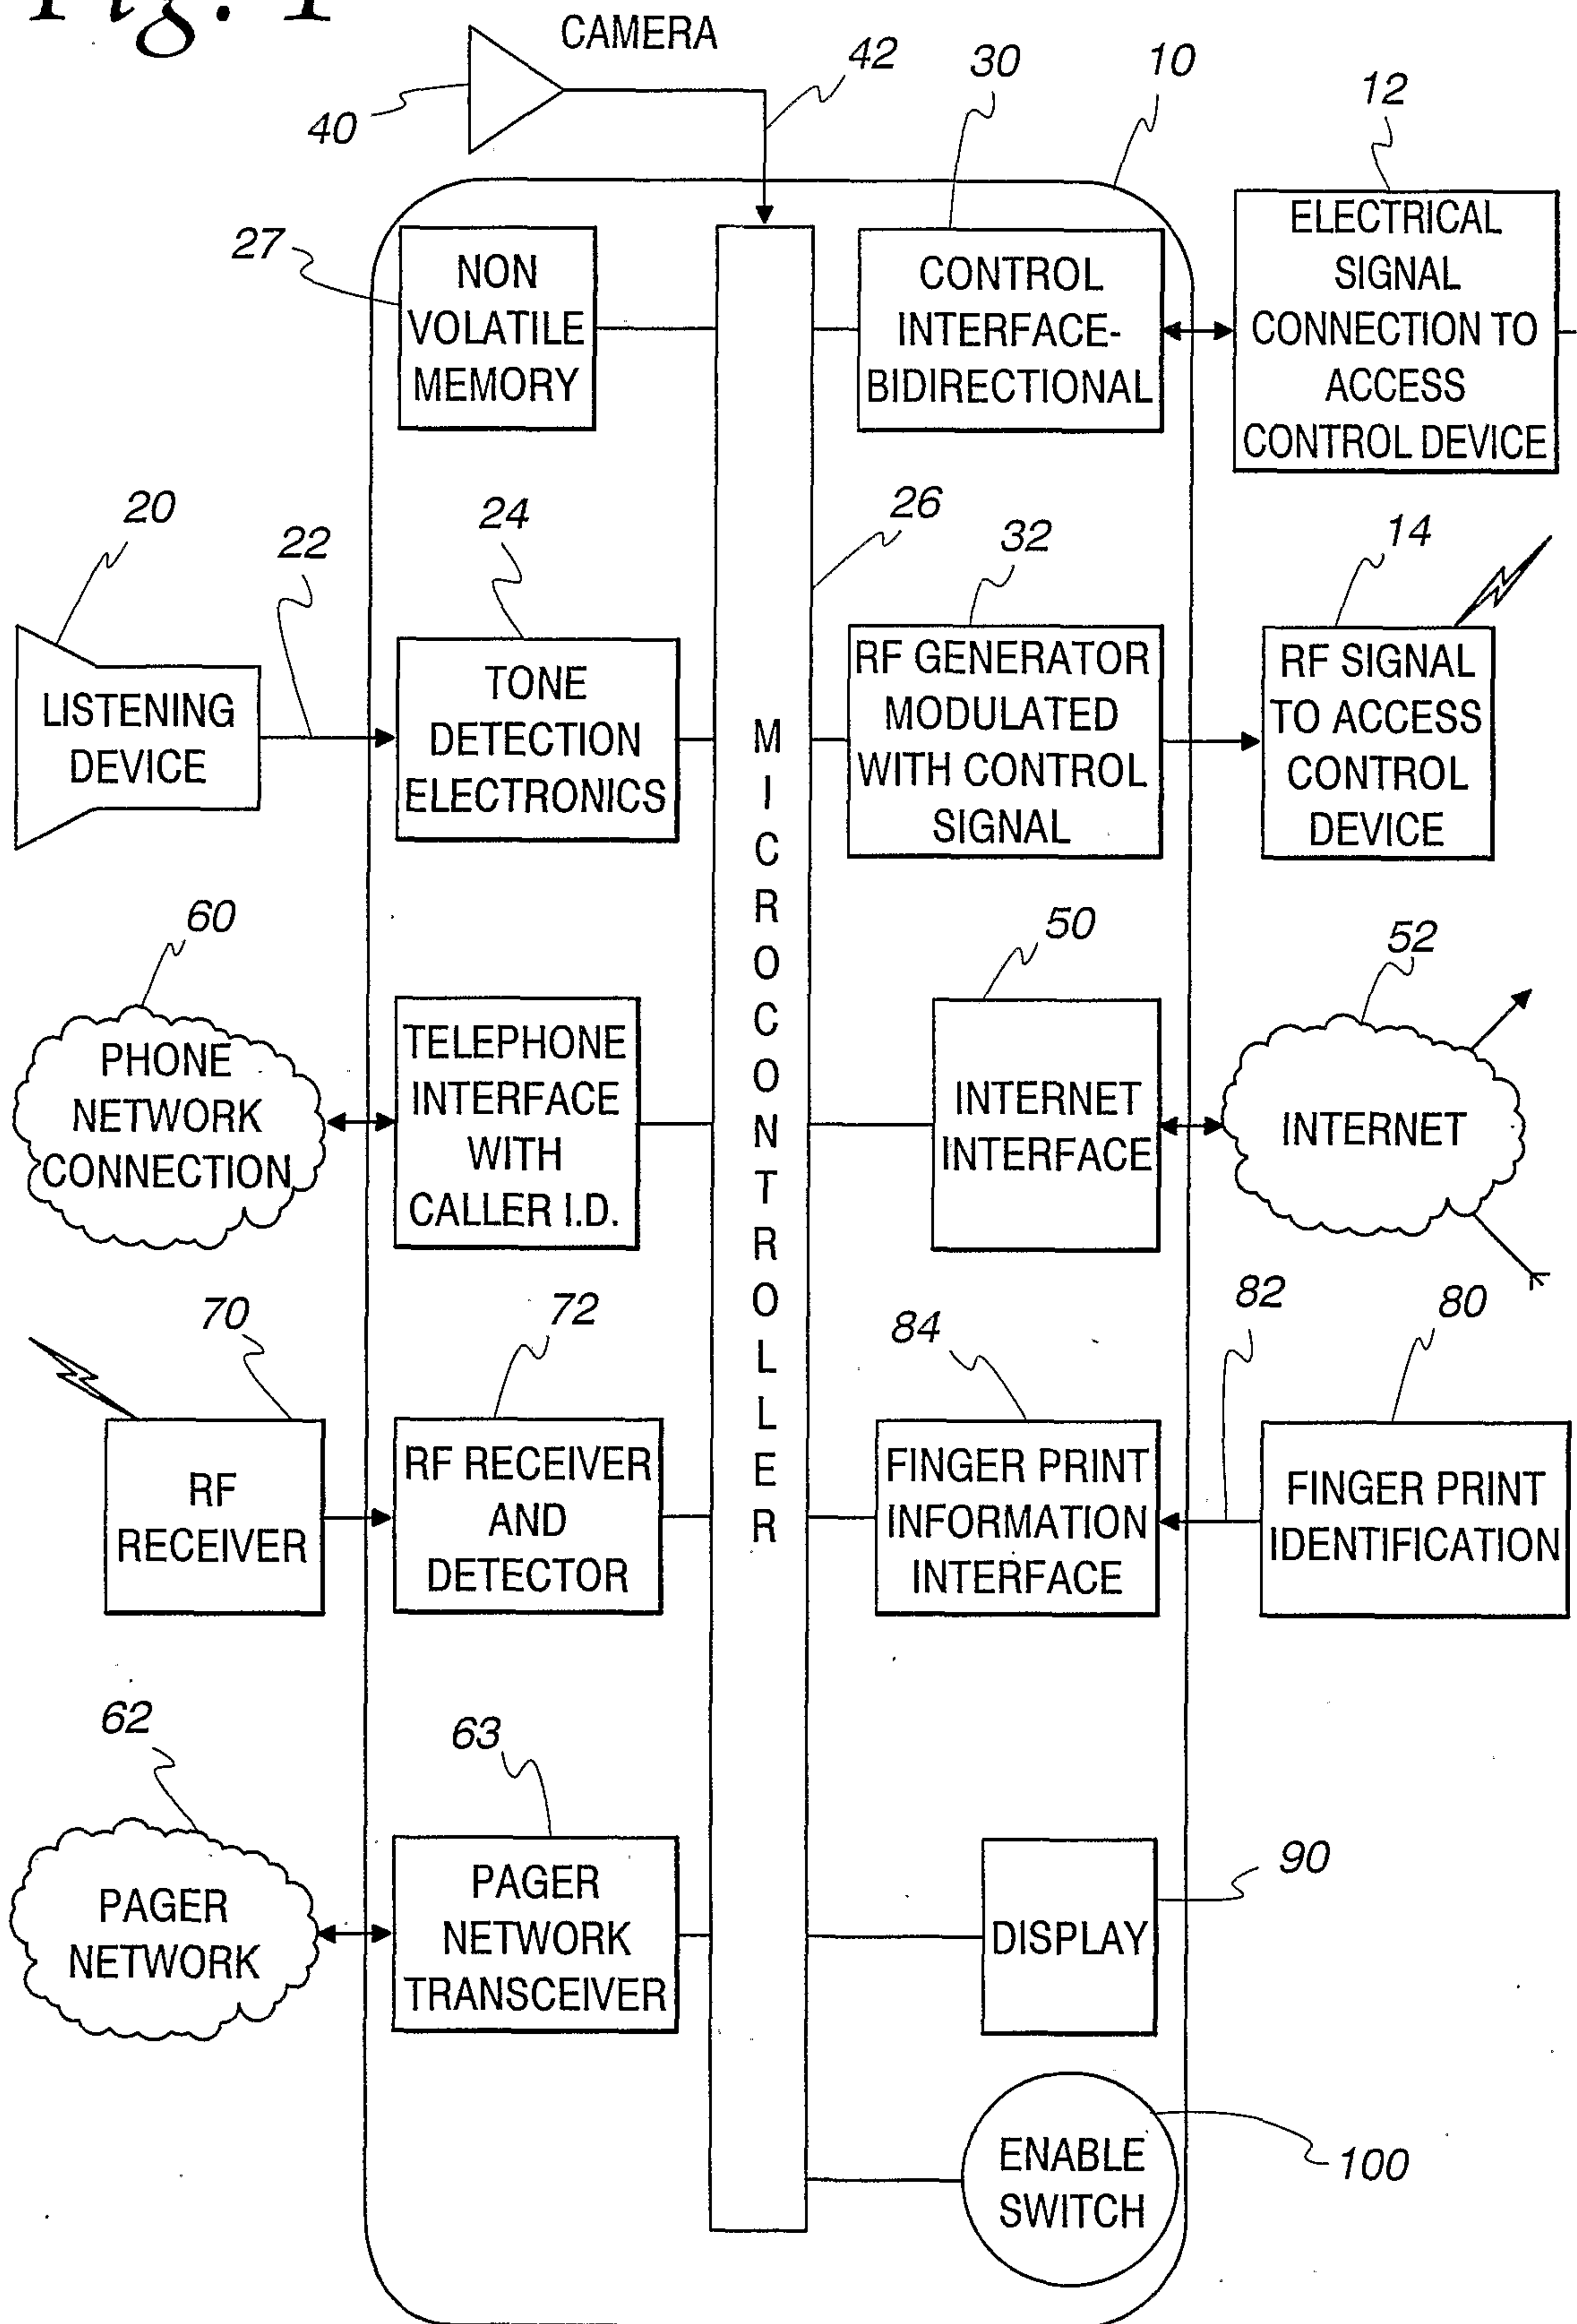 Fig. 1
CAMERA
40
42
30
10
12
27
NON
VOLATILE
MEMORY
CONTROL
INTERFACE-
BIDIRECTIONAL
ELECTRICAL
SIGNAL
CONNECTION TO
ACCESS
CONTROL DEVICE
20
22
24
26
32
14
LISTENING
DEVICE
TONE
DETECTION
ELECTRONICS
MICROCONTROLLER
RF GENERATOR
MODULATED
WITH CONTROL
SIGNAL
RF SIGNAL
TO ACCESS
CONTROL
DEVICE
60
50
52
PHONE
NETWORK
CONNECTION
TELEPHONE
INTERFACE
WITH
CALLER I.D.
INTERNET
INTERFACE
INTERNET
70
72
84
82
80
RF
RECEIVER
RF RECEIVER
AND
DETECTOR
FINGER PRINT
INFORMATION
INTERFACE
FINGER PRINT
IDENTIFICATION
62
63
90
PAGER
NETWORK
PAGER
NETWORK
TRANSCEIVER
DISPLAY
ENABLE
SWITCH
100